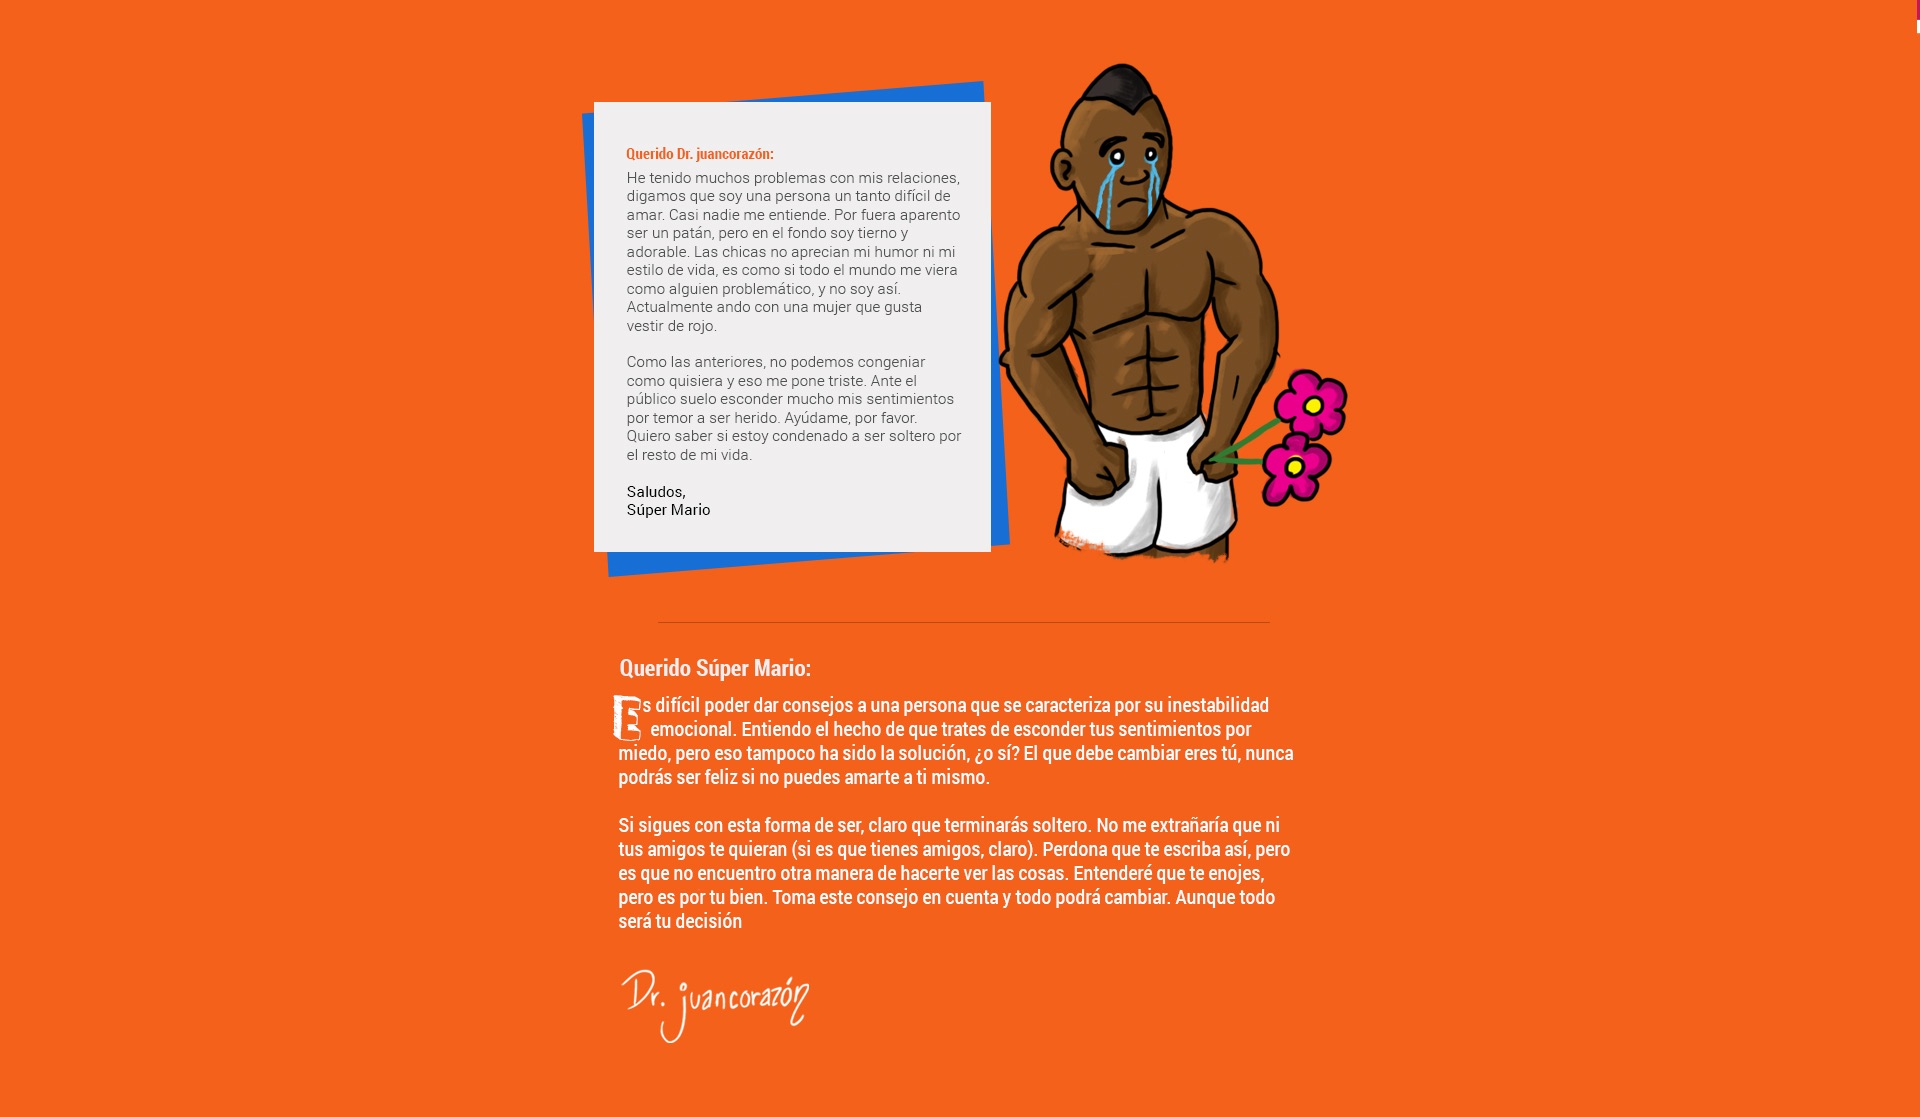 Querido Dr. juancorazón:
He tenido muchos problemas con mis relaciones,
digamos que soy una persona un tanto difícil de
amar. Casi nadie me entiende. Por fuera aparento
ser un patán, pero en el fondo soy tierno y
adorable. Las chicas no aprecian mi humor ni mi
estilo de vida, es como si todo el mundo me viera
como alguien problemático, y no soy así.
Actualmente ando con una mujer que gusta
vestir de rojo.
Como las anteriores, no podemos congeniar
como quisiera y eso me pone triste. Ante el
público suelo esconder mucho mis sentimientos
por temor a ser herido. Ayúdame, por favor.
Quiero saber si estoy condenado a ser soltero por
el resto de mi vida.
Saludos,
Súper Mario
Querido Súper Mario:
Es difícil poder dar consejos a una persona que se caracteriza por su inestabilidad
emocional. Entiendo el hecho de que trates de esconder tus sentimientos por
miedo, pero eso tampoco ha sido la solución, ¿o sí? El que debe cambiar eres tú, nunca
podrás ser feliz si no puedes amarte a ti mismo.
Si sigues con esta forma de ser, claro que terminarás soltero. No me extrañaría que ni
tus amigos te quieran (si es que tienes amigos, claro). Perdona que te escriba así, pero
es que no encuentro otra manera de hacerte ver las cosas. Entenderé que te enojes,
pero es por tu bien. Toma este consejo en cuenta y todo podrá cambiar. Aunque todo
será tu decisión
Dr. juancorazón